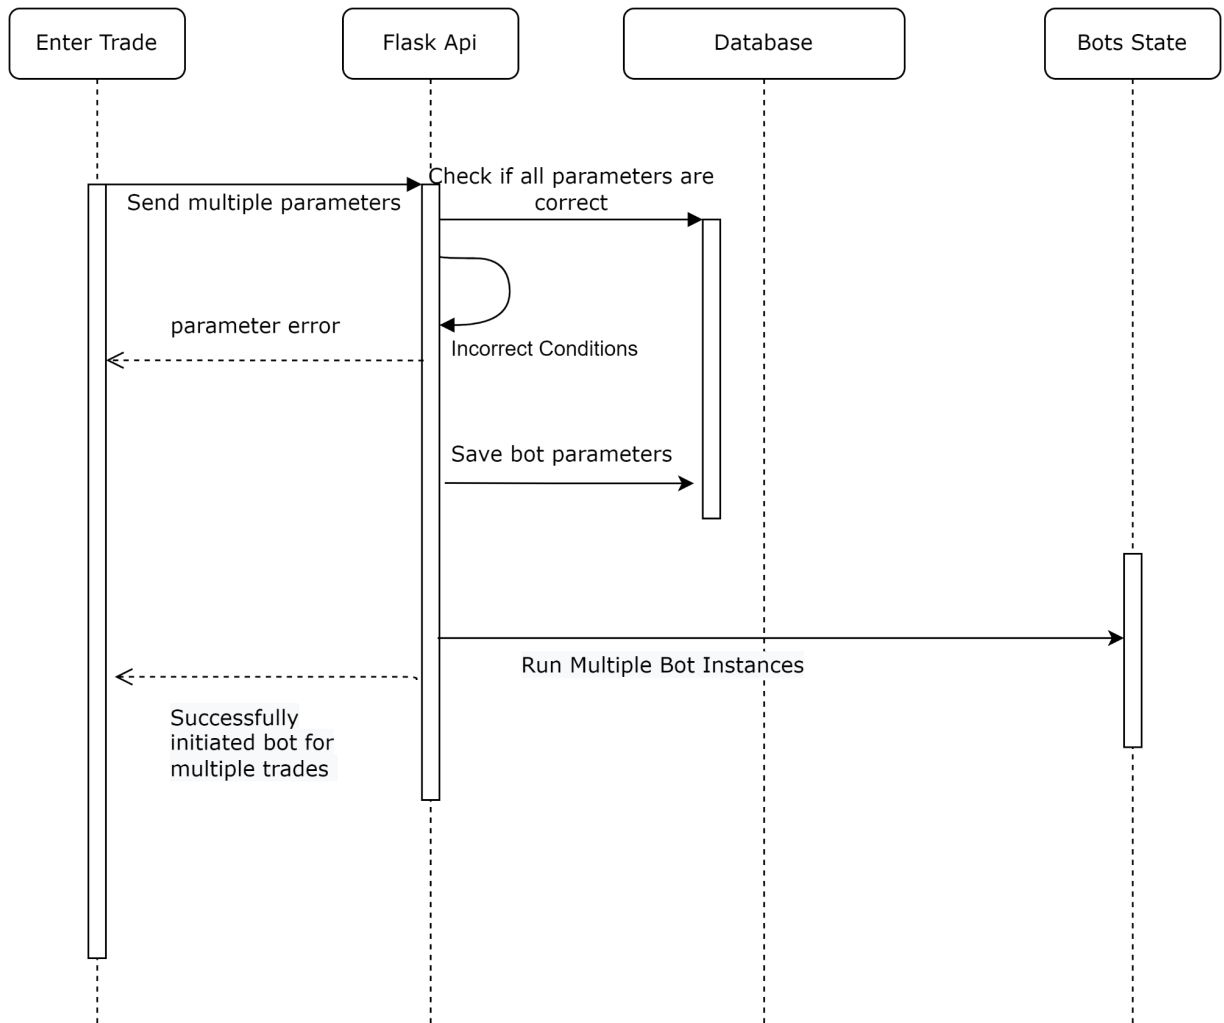 Enter Trade
Flask Api
Database
Bots State
Check if all parameters are
correct
Send multiple parameters
parameter error
Incorrect Conditions
Save bot parameters
Run Multiple Bot Instances
Successfully
initiated bot for
multiple trades